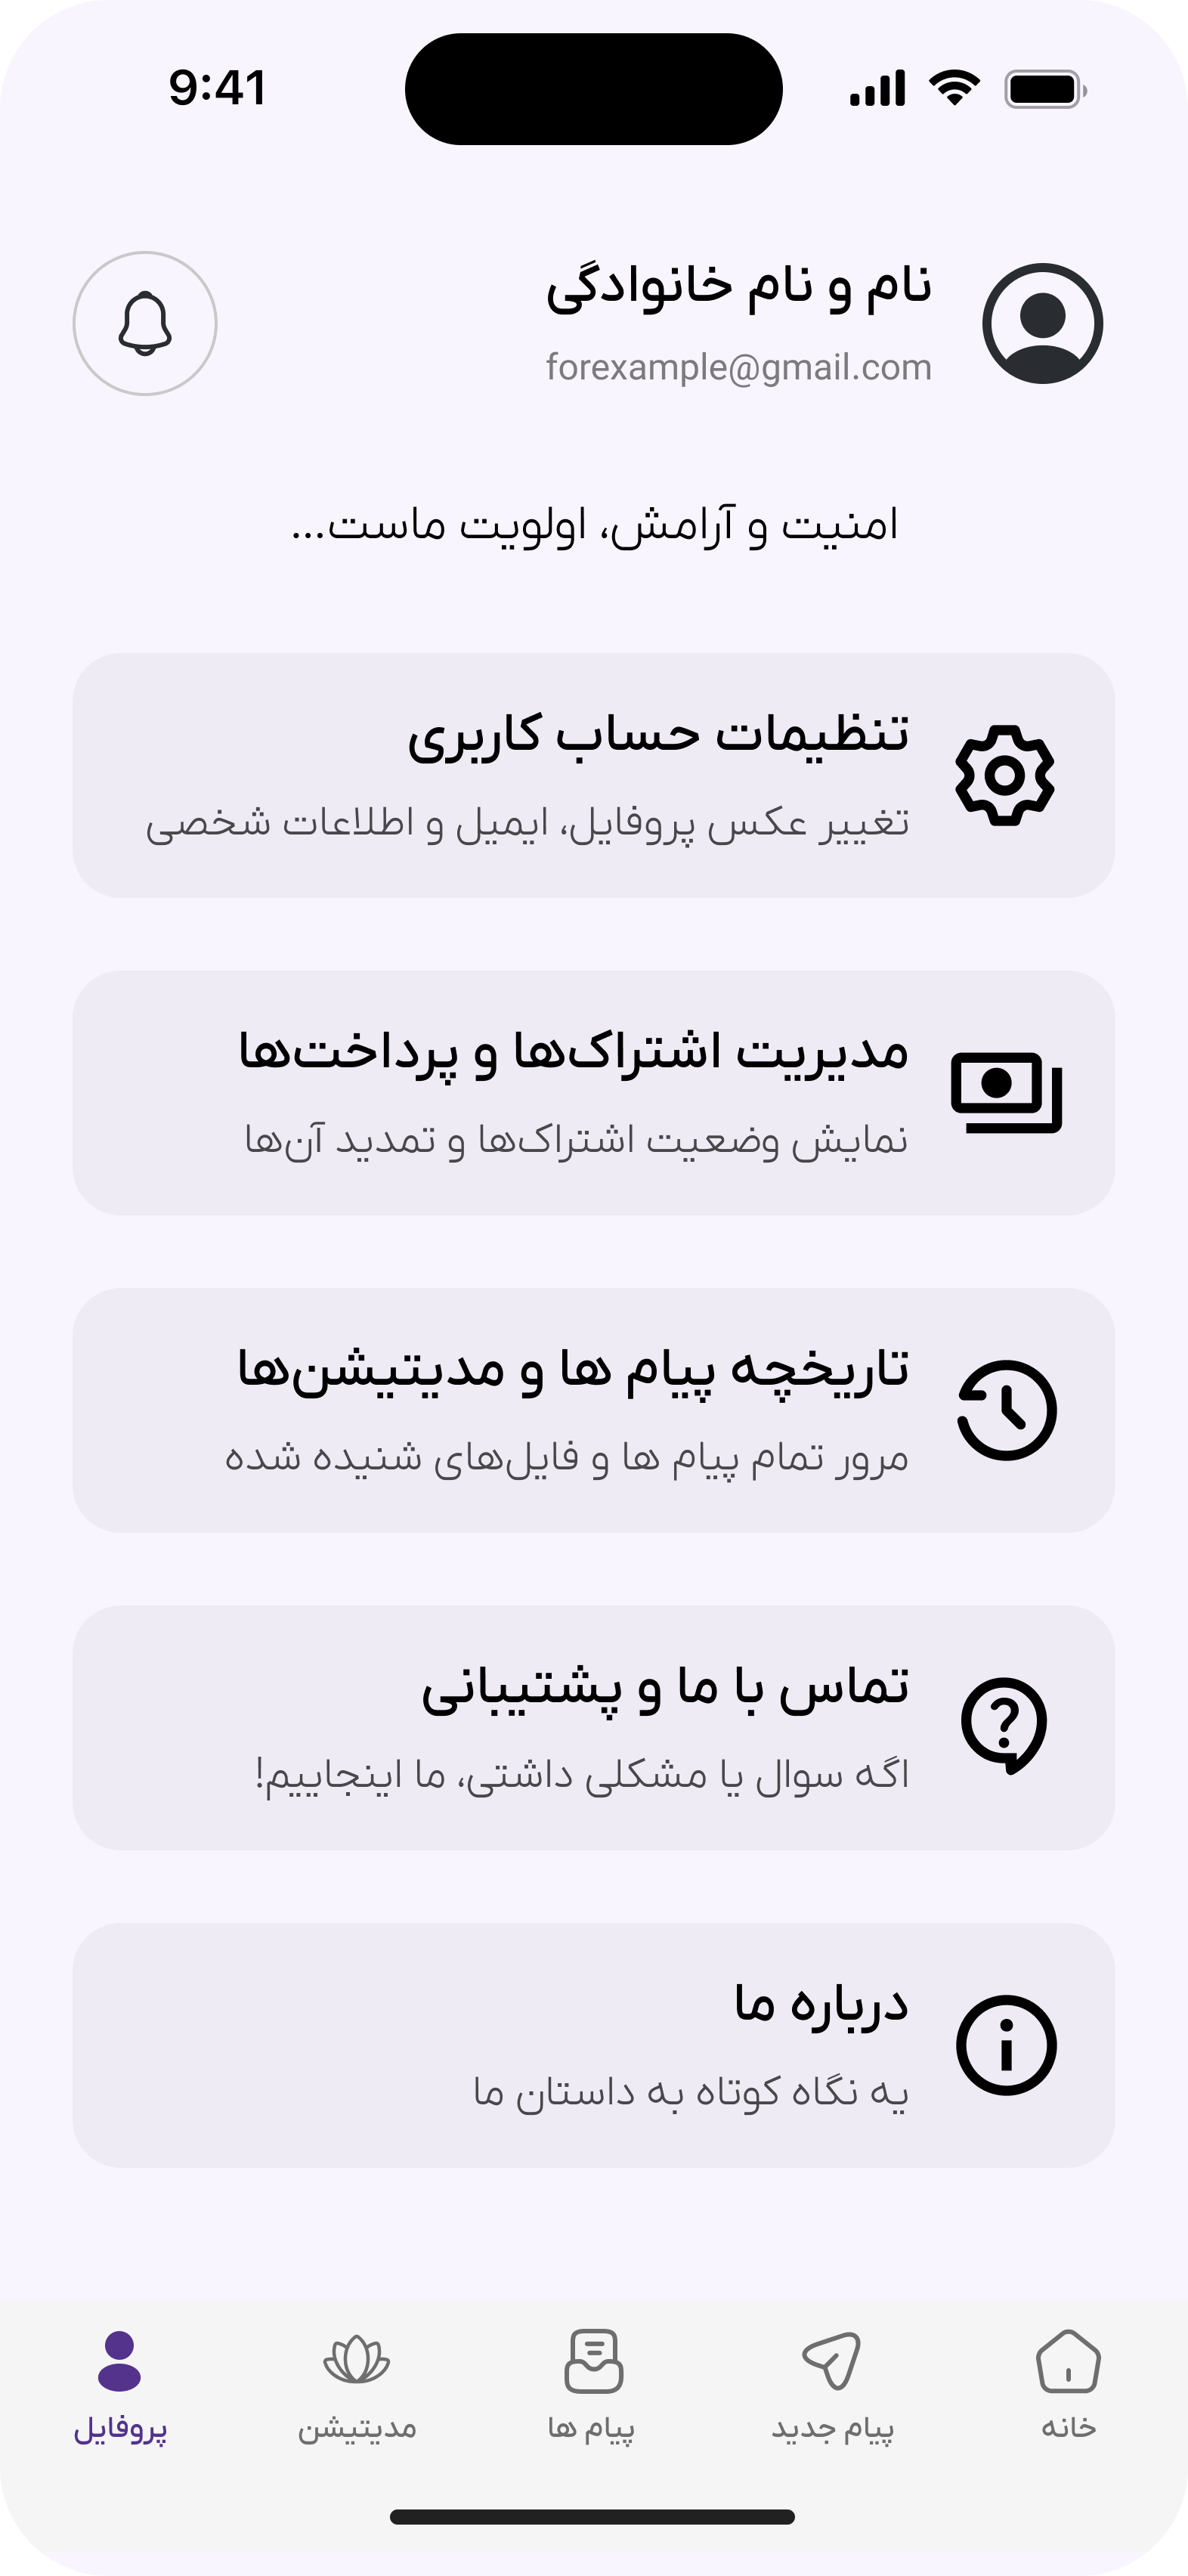 9:41
نام و نام خانوادگی
forexample@gmail.com
امنیت و آرامش، اولویت ماست...
تنظیمات حساب کاربری
تغییر عکس پروفایل، ایمیل و اطلاعات شخصی
مدیریت اشتراک‌ها و پرداخت‌ها
نمایش وضعیت اشتراک‌ها و تمدید آن‌ها
تاریخچه پیام ها و مدیتیشن‌ها
مرور تمام پیام ها و فایل‌های شنیده شده
تماس با ما و پشتیبانی
اگه سوال یا مشکلی داشتی، ما اینجاییم!
درباره ما
یه نگاه کوتاه به داستان ما
خانه
پیام جدید
پیام ها
مدیتیشن
پروفایل